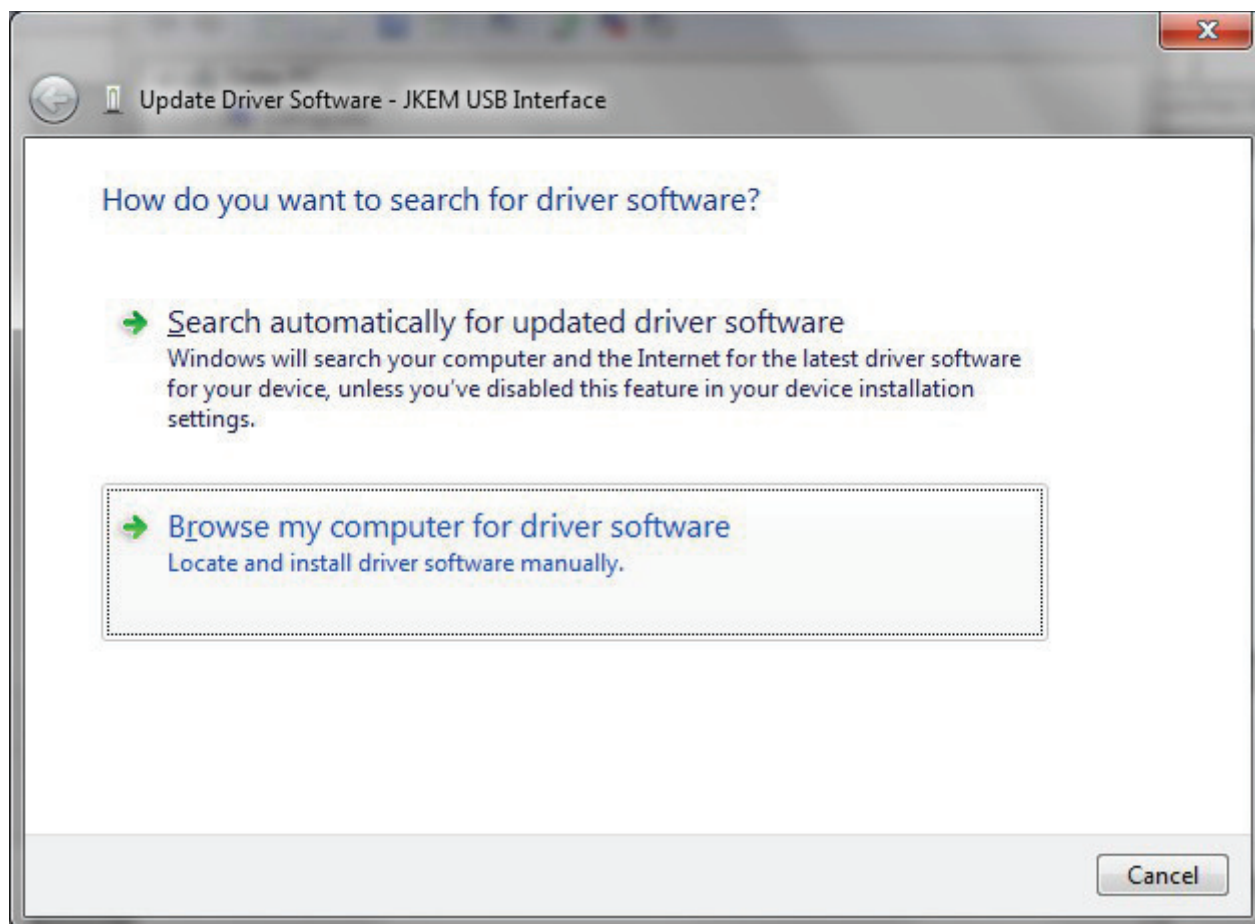 Update Driver Software - JKEM USB Interface
How do you want to search for driver software?
Search automatically for updated driver software
Windows will search your computer and the Internet for the latest driver software
for your device, unless you've disabled this feature in your device installation
settings.
Browse my computer for driver software
Locate and install driver software manually.
Cancel